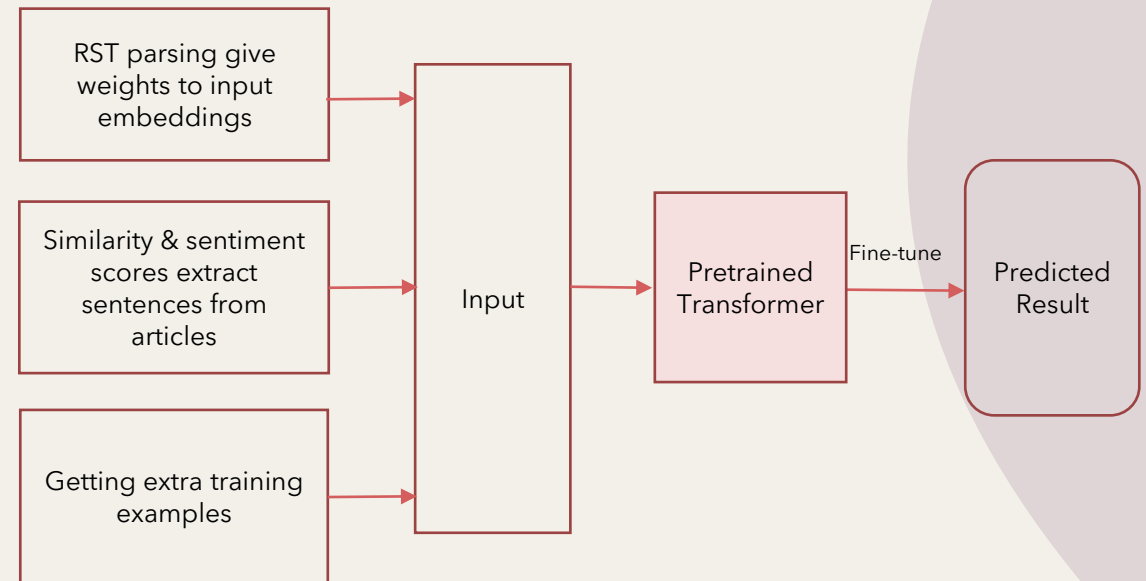 RST parsing give
weights to input
embeddings
Similarity & sentiment
scores extract
sentences from
articles
Getting extra training
examples
Input
Pretrained
Transformer
Fine-tune
Predicted
Result